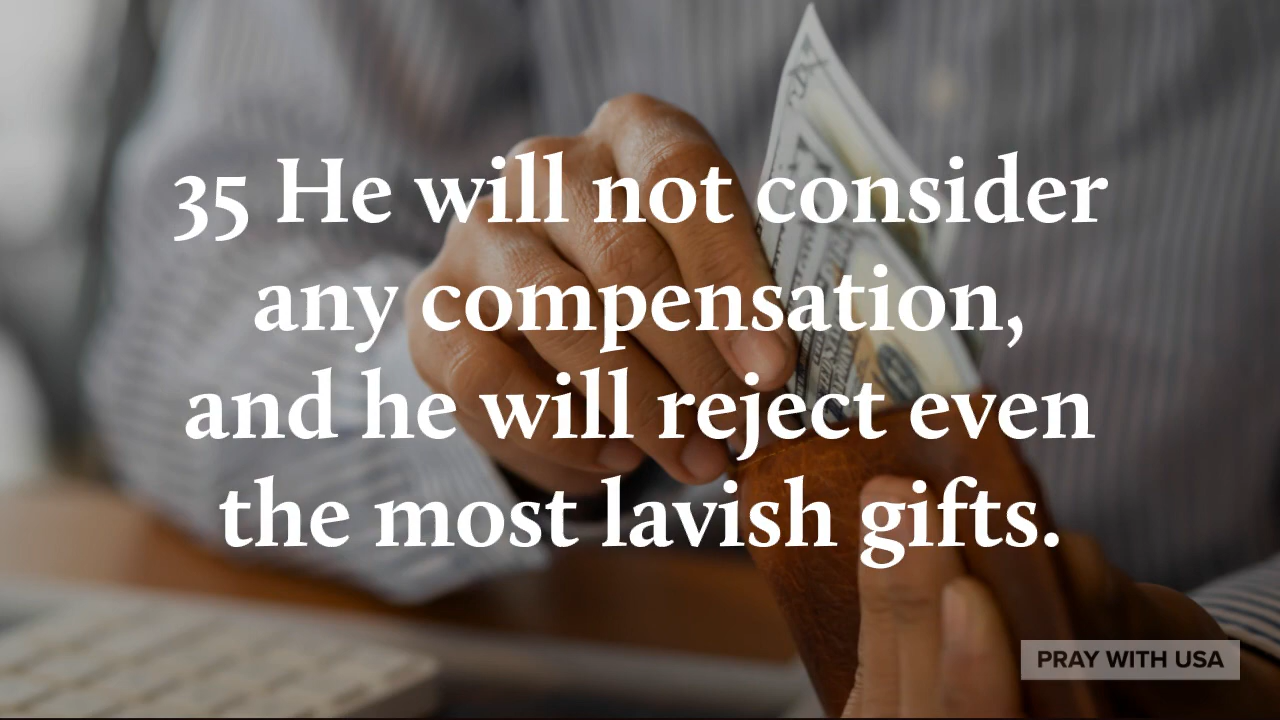 35 He will not consider
any compensation,
and he will reject even
the most lavish gifts.
PRAY WITH USA